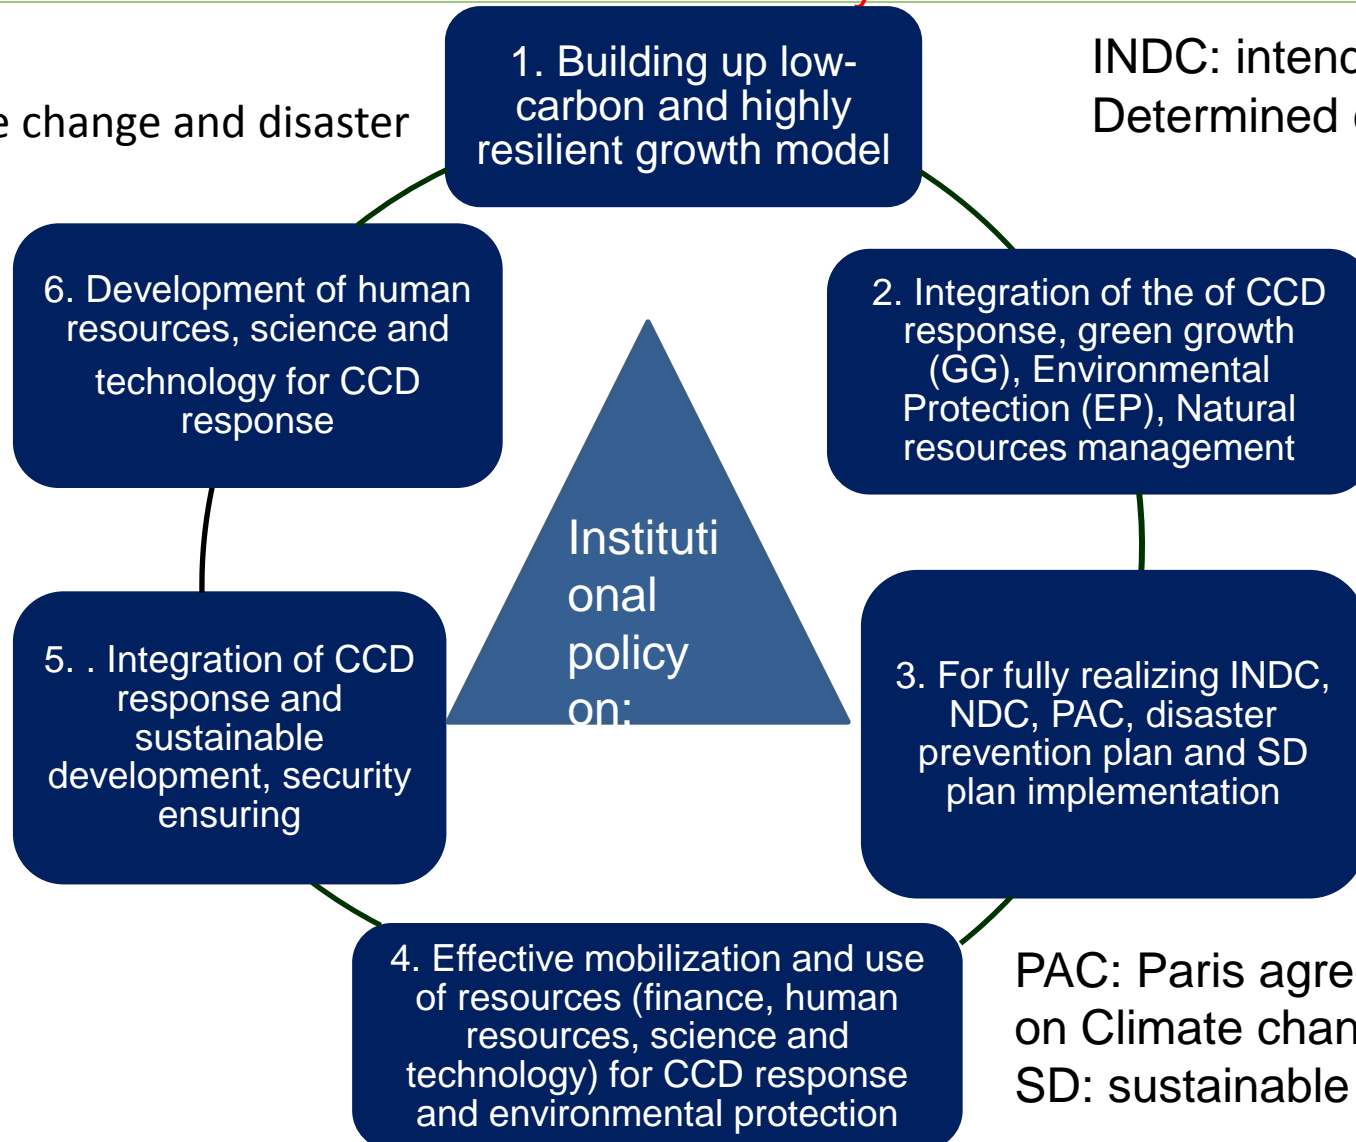 1. Building up low-
carbon and highly
resilient growth model
INDC:
Determined
change and disaster
6. Development of human
resources, science and
technology for CCD
response
2. Integration of the of CCD
response, green growth
(GG), Environmental
Protection (EP), Natural
resources management
Instituti
onal
policy
on:
5. . Integration of CCD
response and
sustainable
development, security
ensuring
3. For fully realizing INDC,
NDC, PAC, disaster
prevention plan and SD
plan implementation
4. Effective mobilization and use
of resources (finance, human
resources, science and
technology) for CCD response
and environmental protection
PAC: Paris
on Climate
SD: sustainable